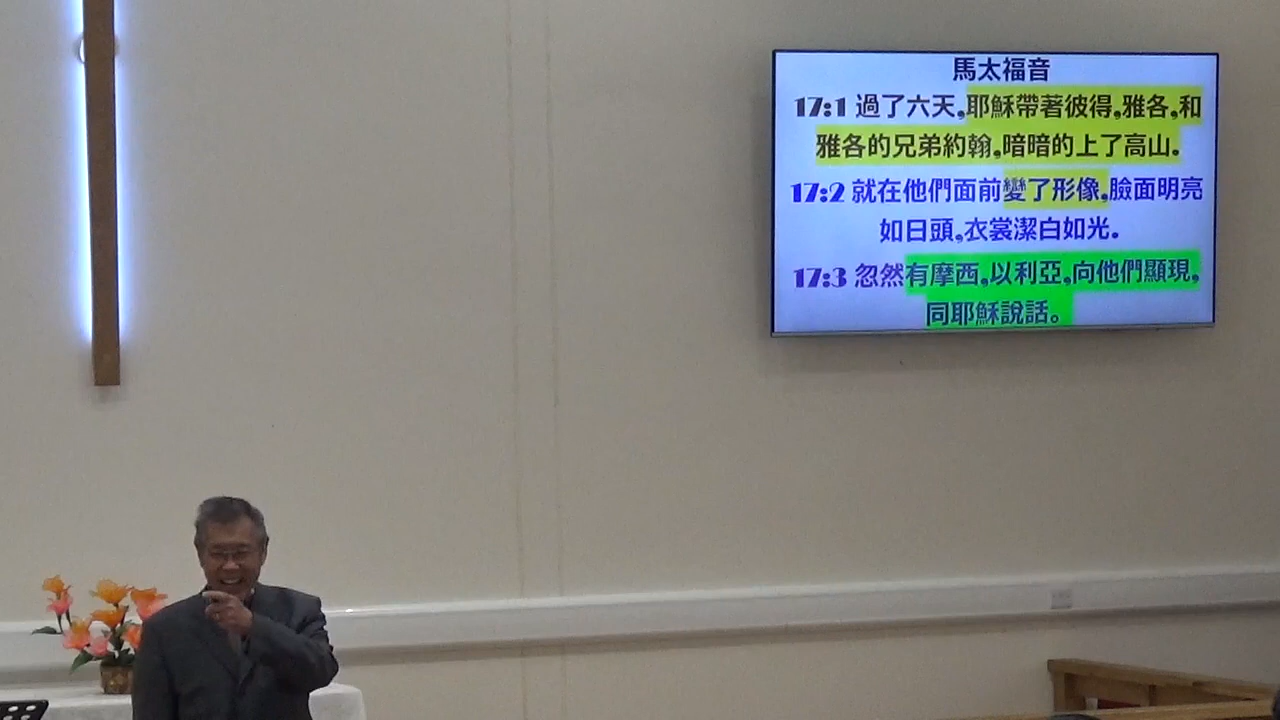 馬太福音
17:1 過了六天,耶穌帶著彼得,雅各,和
雅各的兄弟約翰,暗暗的上了高山。
17:2 就在他們面前變了形像,臉面明亮
如日頭,衣裳潔白如光。
17:3 忽然有摩西,以利亞,向他們顯現,
同耶穌說話。